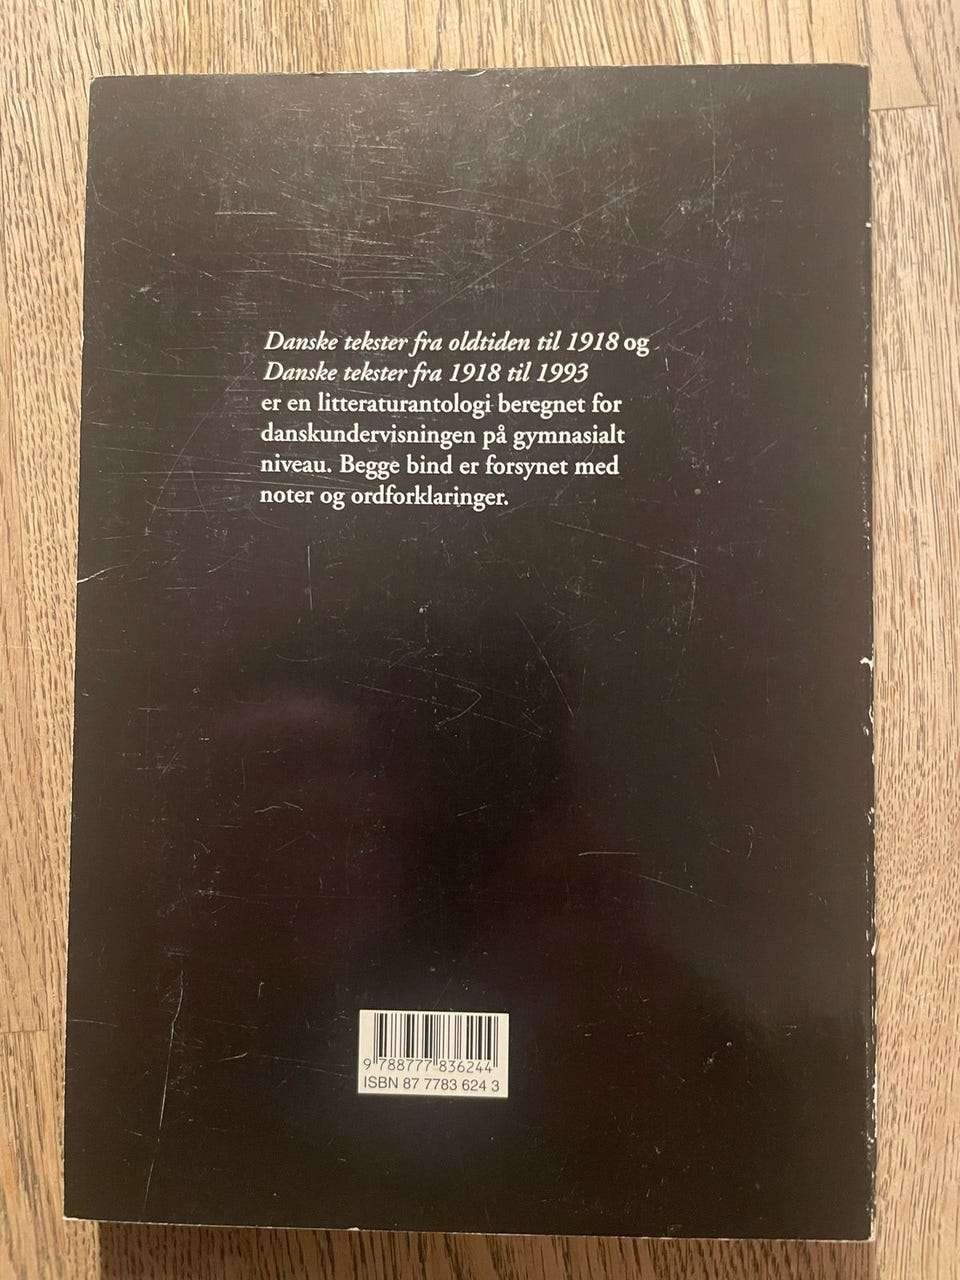 Danske tekster fra oldtiden til 1918 og
Danske tekster fra 1918 til 1993
er en litteraturantologi beregnet for
danskundervisningen på gymnasialt
niveau. Begge bind er forsynet med
noter og ordforklaringer.
9 788777 836244
ISBN 87 7783 624 3